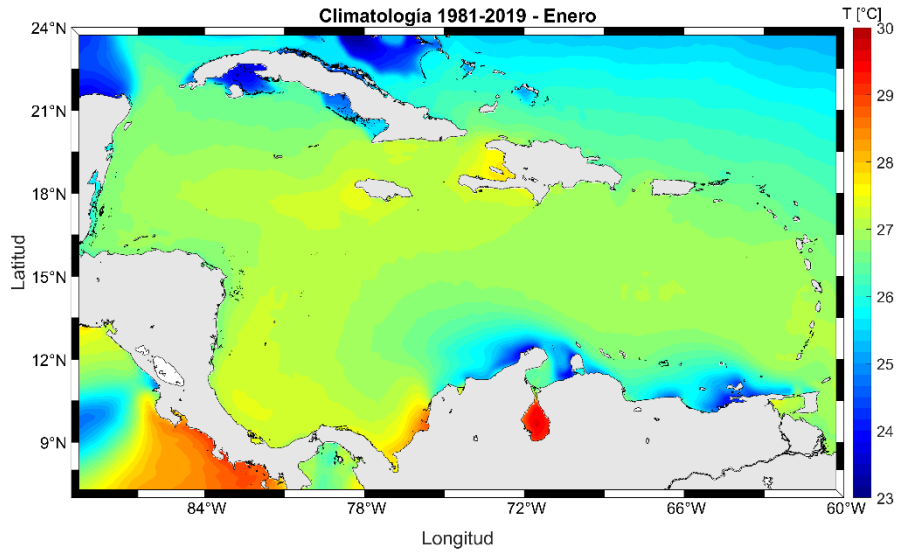 Climatología 1981-2019 - Enero
T [°C]
24°N
21°N
18°N
15°N
12°N
9°N
Latitud
84°W
78°W
72°W
66°W
60°W
Longitud
30
29
28
27
26
25
24
23